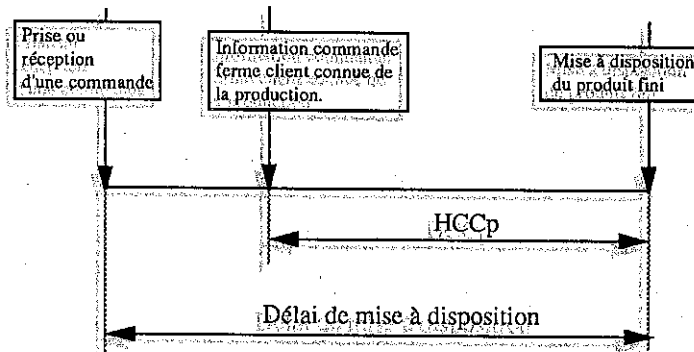 Prise ou
réception
d'une commande
Information commande
ferme client connue de
la production.
Mise à disposition
du produit fini
HCCp
Délai de mise à disposition